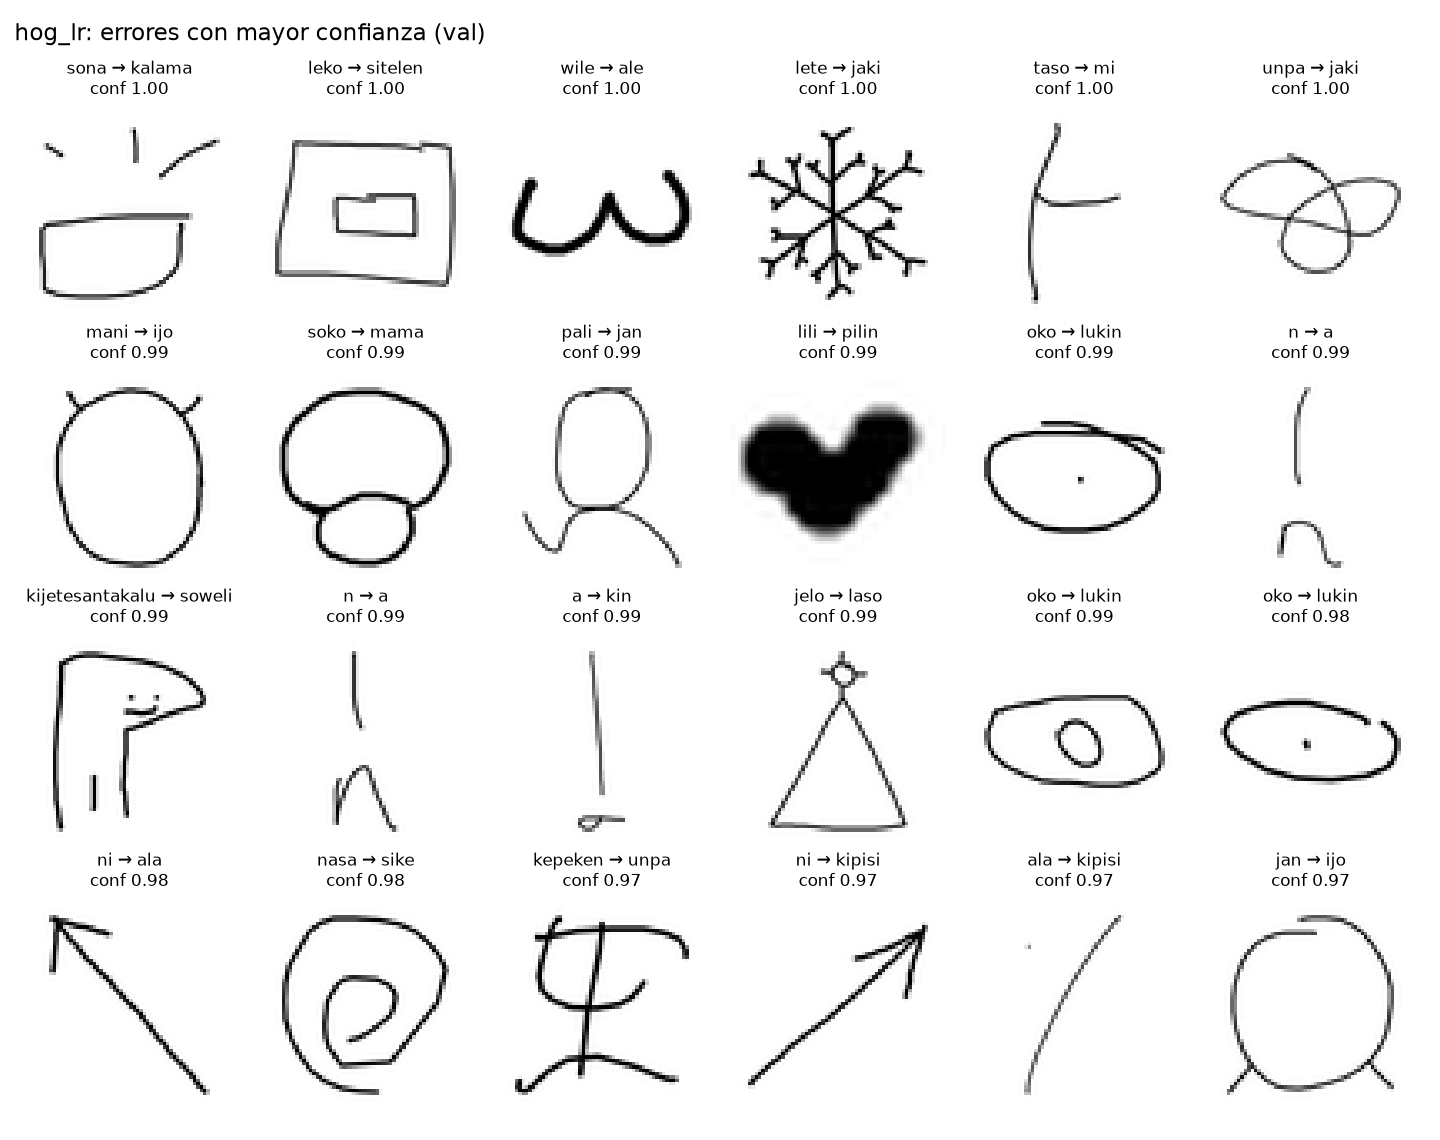 hog_lr: errores con mayor confianza (val)
sona → kalama
conf 1.00
leko → sitelen
conf 1.00
wile → ale
conf 1.00
lete → jaki
conf 1.00
taso → mi
conf 1.00
unpa → jaki
conf 1.00
mani → ijo
conf 0.99
soko → mama
conf 0.99
pali → jan
conf 0.99
lili → pilin
conf 0.99
oko → lukin
conf 0.99
n → a
conf 0.99
kijetesantakalu → soweli
conf 0.99
n → a
conf 0.99
a → kin
conf 0.99
jelo → laso
conf 0.99
oko → lukin
conf 0.99
oko → lukin
conf 0.98
ni → ala
conf 0.98
nasa → sike
conf 0.98
kepeken → unpa
conf 0.97
ni → kipisi
conf 0.97
ala → kipisi
conf 0.97
jan → ijo
conf 0.97